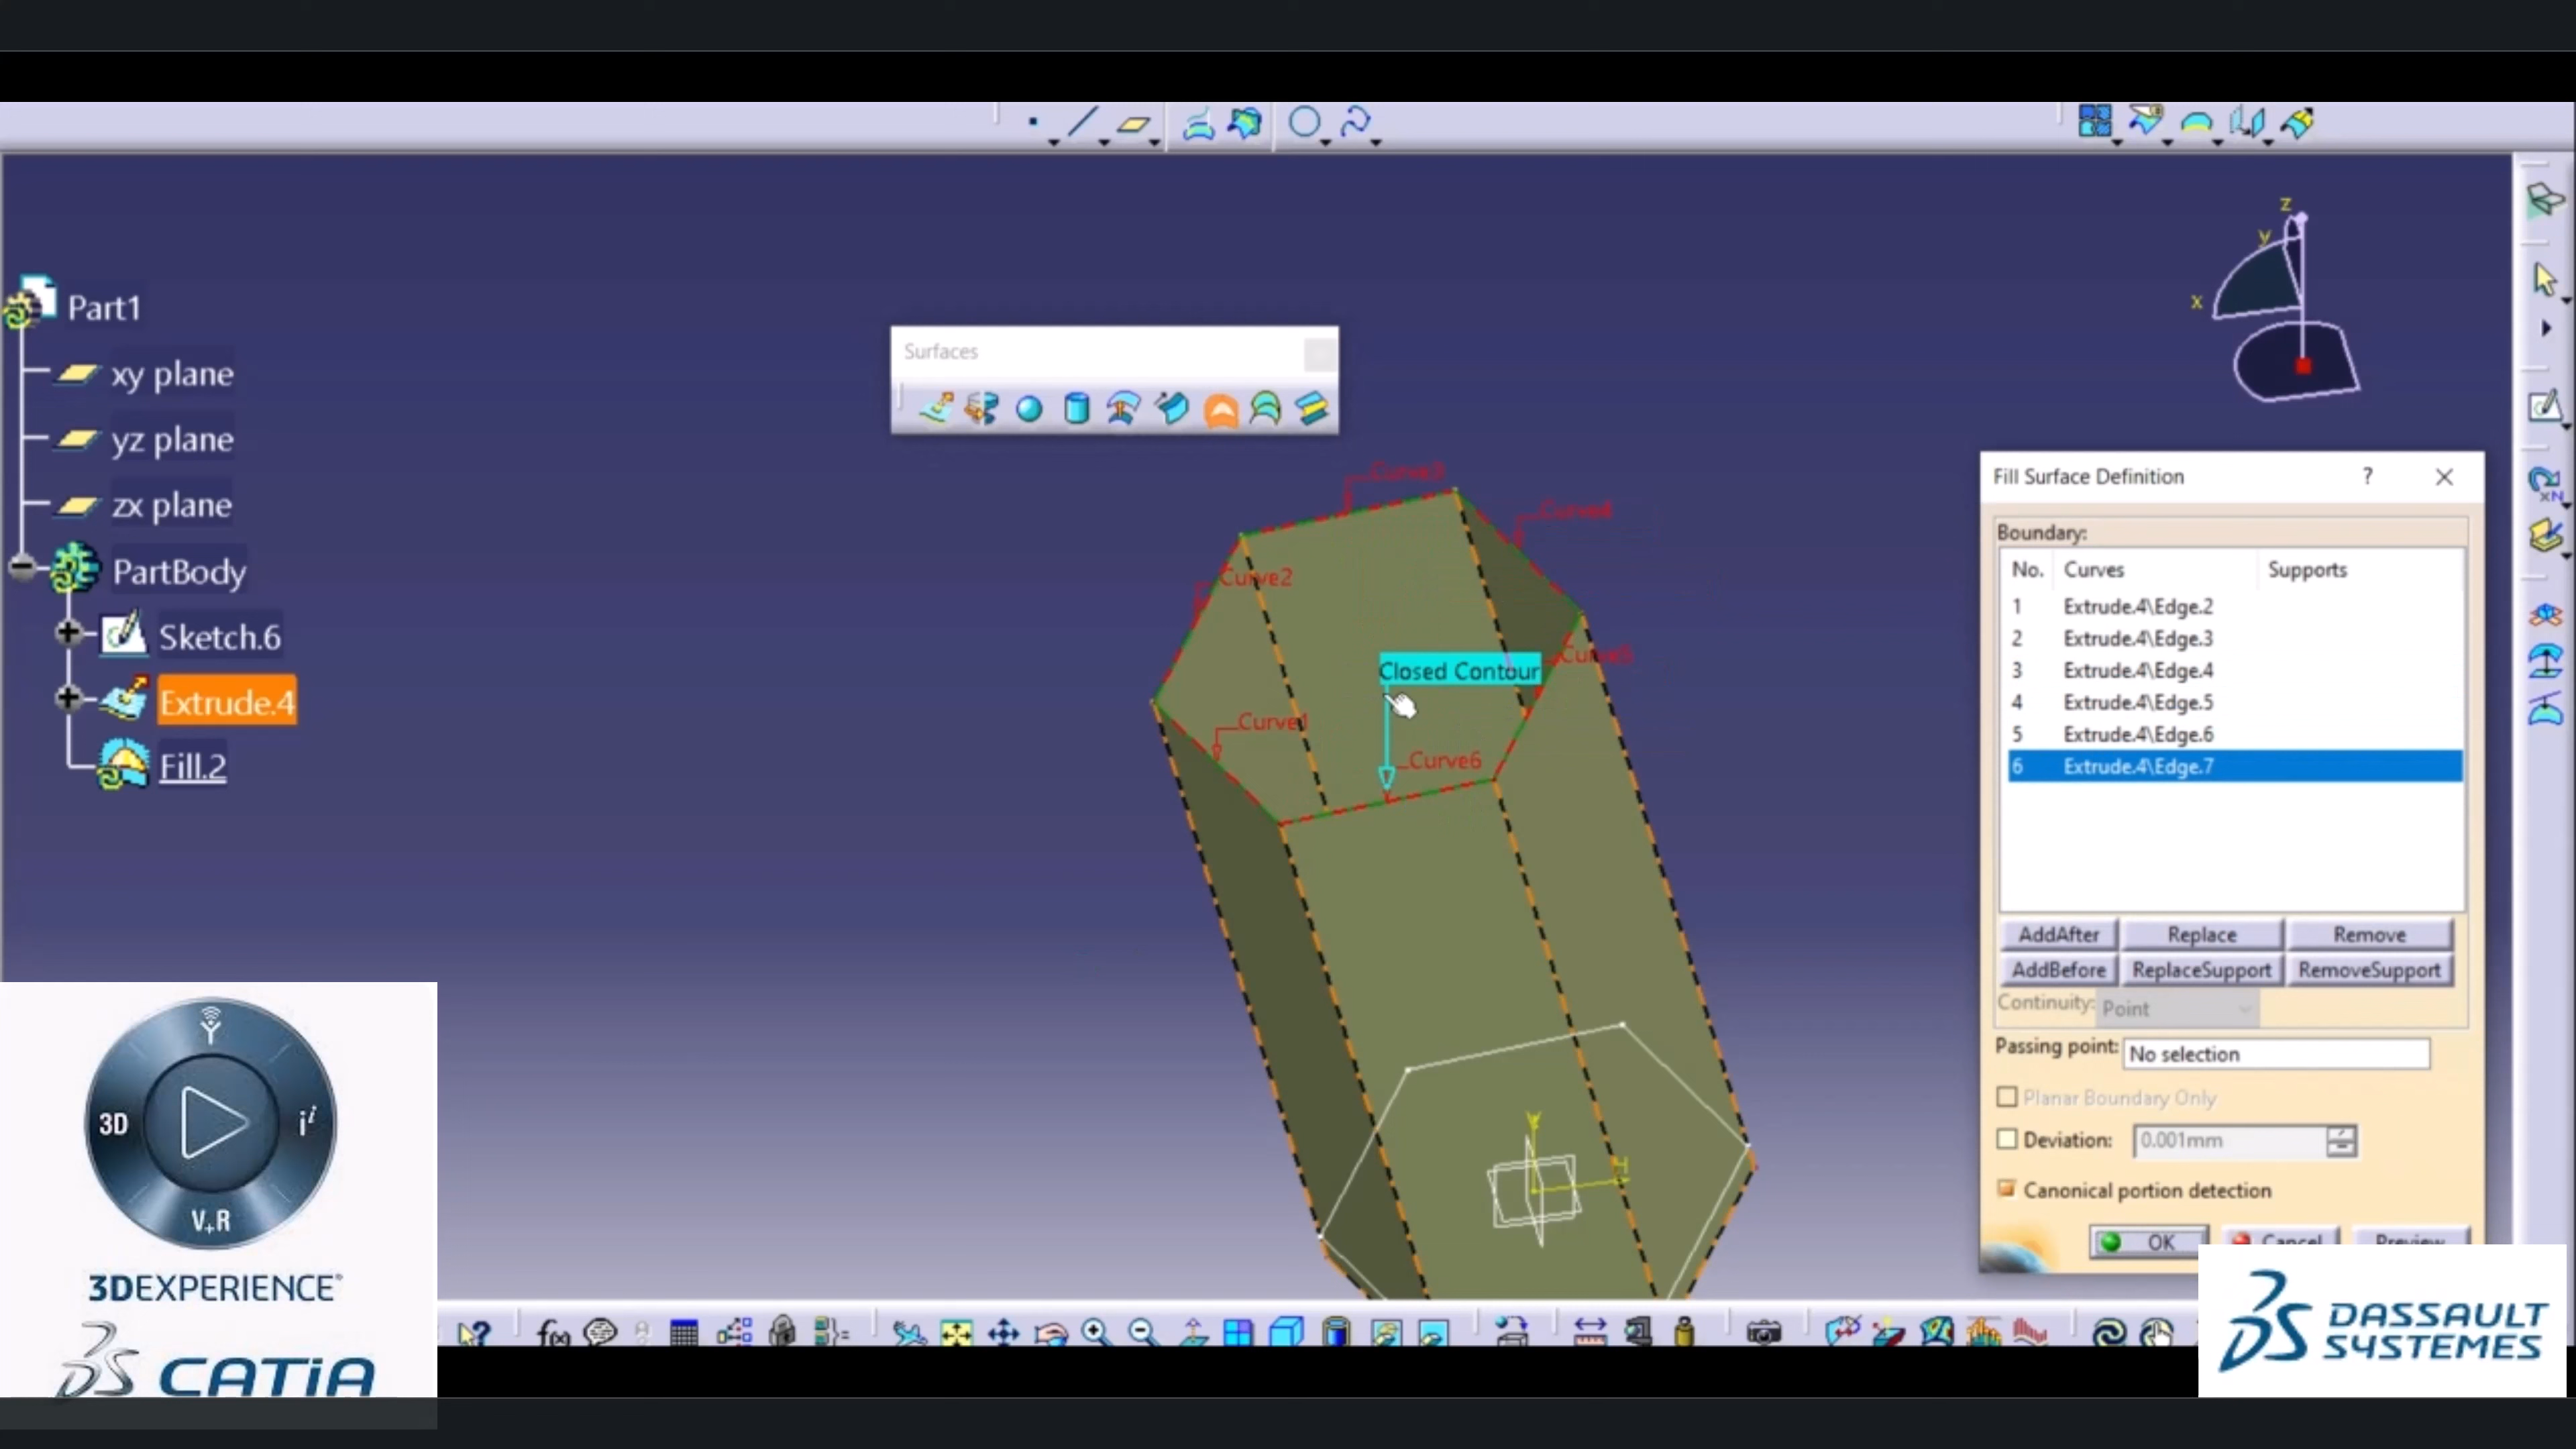 Part1
xy plane
yz plane
zx plane
PartBody
Sketch.6
Extrude.4
Fill.2
Surfaces
Curve3
Curve4
Curve2
Closed Contour
Curve5
Curve1
Curve6
z
y
x
V
H
Fill Surface Definition ?
Boundary:
No. Curves Supports
1 Extrude.4\Edge.2
2 Extrude.4\Edge.3
3 Extrude.4\Edge.4
4 Extrude.4\Edge.5
5 Extrude.4\Edge.6
6 Extrude.4\Edge.7
AddAfter Replace Remove
AddBefore ReplaceSupport RemoveSupport
Continuity: Point
Passing point: No selection
Planar Boundary Only
Deviation: 0.001mm
Canonical portion detection
OK Cancel Preview
3D
V+R
3DEXPERIENCE®
CATIA
DASSAULT
SYSTEMES